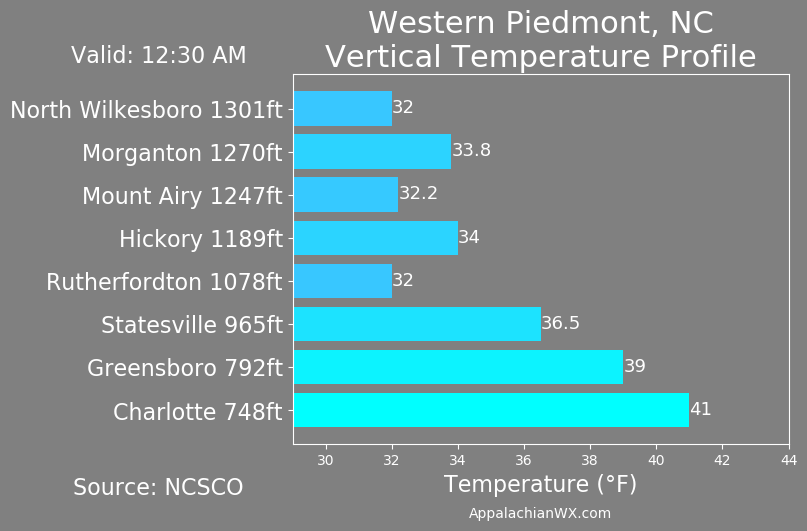 Western Piedmont, NC
Vertical Temperature Profile
Valid: 12:30 AM
North Wilkesboro 1301ft 32
Morganton 1270ft 33.8
Mount Airy 1247ft 32.2
Hickory 1189ft 34
Rutherfordton 1078ft 32
Statesville 965ft 36.5
Greensboro 792ft 39
Charlotte 748ft 41
30 32 34 36 38 40 42 44
Temperature (°F)
Source: NCSCO
AppalachianWX.com